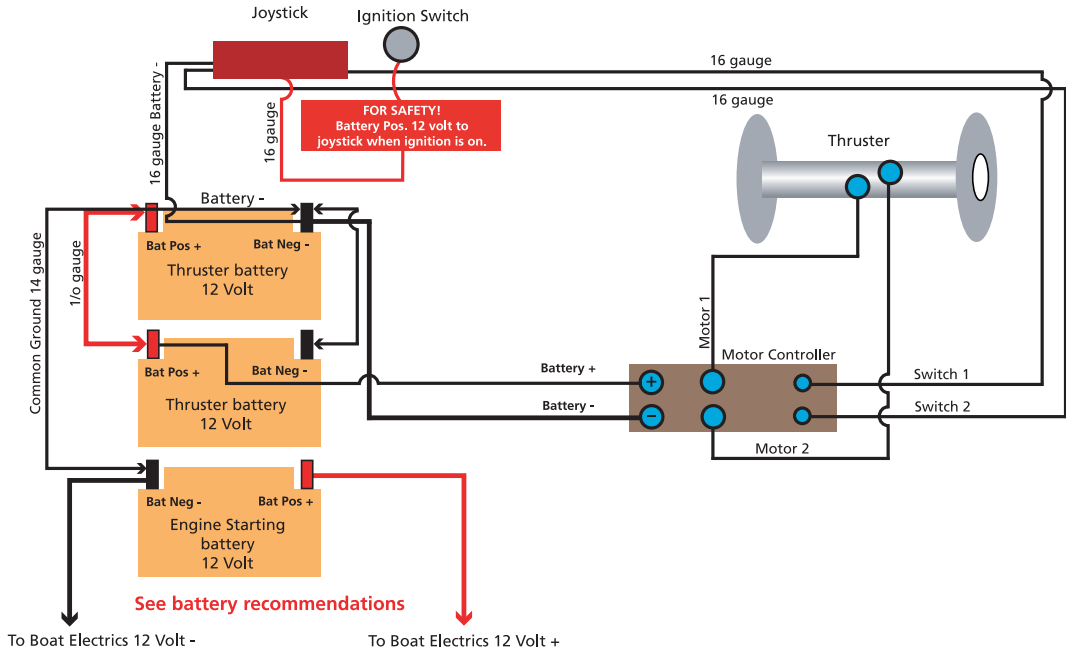 Joystick
Ignition Switch
16 gauge
16 gauge
16 gauge Battery -
16 gauge
FOR SAFETY!
Battery Pos. 12 volt to
joystick when ignition is on.
Thruster
Battery -
Common Ground 14 gauge
1/o gauge
Bat Pos +
Bat Neg -
Thruster battery
12 Volt
Motor 1
Motor Controller
Bat Pos +
Bat Neg -
Thruster battery
12 Volt
Battery +
+
Switch 1
Battery -
−
Switch 2
Motor 2
Bat Neg -
Bat Pos +
Engine Starting
battery
12 Volt
See battery recommendations
To Boat Electrics 12 Volt -
To Boat Electrics 12 Volt +